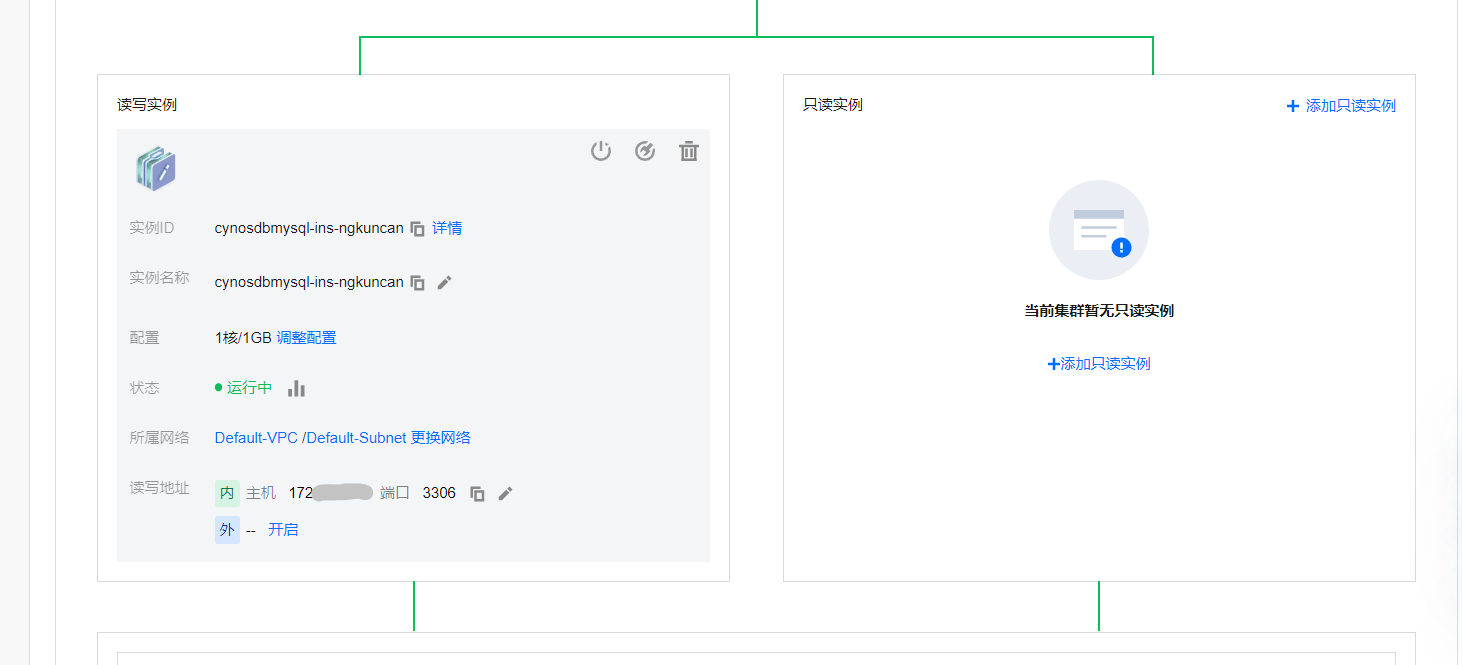 读写实例
实例ID cynosdbmysql-ins-ngkuncan 详情
实例名称 cynosdbmysql-ins-ngkuncan
配置 1核/1GB 调整配置
状态 运行中
所属网络 Default-VPC /Default-Subnet 更换网络
读写地址 内 主机 172 端口 3306
外 -- 开启
只读实例 + 添加只读实例
当前集群暂无只读实例
+添加只读实例